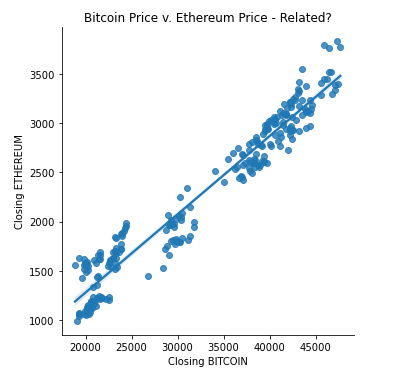 Bitcoin Price v. Ethereum Price - Related?
3500
3000
2500
2000
1500
1000
Closing ETHEREUM
20000 25000 30000 35000 40000 45000
Closing BITCOIN